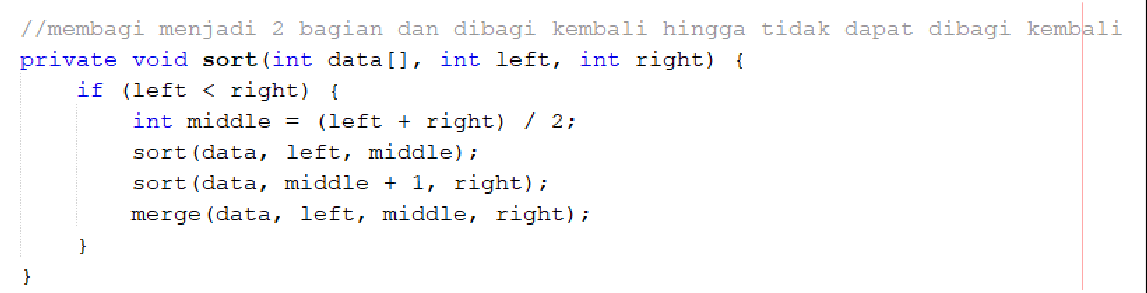 //membagi menjadi 2 bagian dan dibagi kembali hingga tidak dapat dibagi kembali
private void sort(int data[], int left, int right) {
    if (left < right) {
        int middle = (left + right) / 2;
        sort(data, left, middle);
        sort(data, middle + 1, right);
        merge(data, left, middle, right);
    }
}